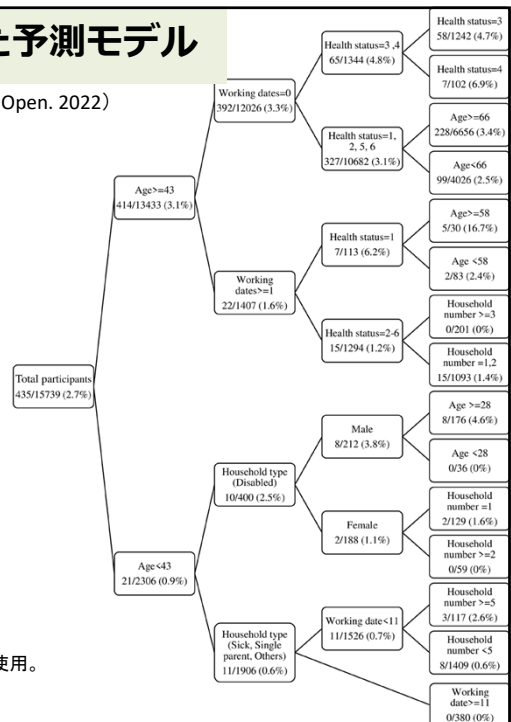 た予測モデル
Open. 2022）
Total participants
435/15739 (2.7%)
Age>=43
414/13433 (3.1%)
Age<43
21/2306 (0.9%)
Working dates=0
392/12026 (3.3%)
Working
dates>=1
22/1407 (1.6%)
Household type
(Disabled)
10/400 (2.5%)
Household type
(Sick, Single
parent, Others)
11/1906 (0.6%)
Health status=3 ,4
65/1344 (4.8%)
Health status=1,
2, 5, 6
327/10682 (3.1%)
Health status=1
7/113 (6.2%)
Health status=2-6
15/1294 (1.2%)
Male
8/212 (3.8%)
Female
2/188 (1.1%)
Working date<11
11/1526 (0.7%)
Health status=3
58/1242 (4.7%)
Health status=4
7/102 (6.9%)
Age>=66
228/6656 (3.4%)
Age<66
99/4026 (2.5%)
Age>=58
5/30 (16.7%)
Age <58
2/83 (2.4%)
Household
number >=3
0/201 (0%)
Household
number =1,2
15/1093 (1.4%)
Age >=28
8/176 (4.6%)
Age <28
0/36 (0%)
Household
number =1
2/129 (1.6%)
Household
number >=2
0/59 (0%)
Household
number >=5
3/117 (2.6%)
Household
number <5
8/1409 (0.6%)
Working
date>=11
0/380 (0%)
使用。